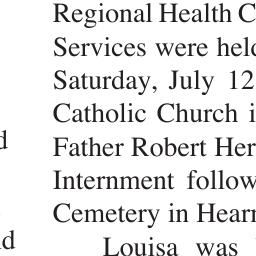 Regional Health C
Services were held
Saturday, July 12
Catholic Church i
Father Robert Her
Internment follow
Cemetery in Hearn
Louisa was